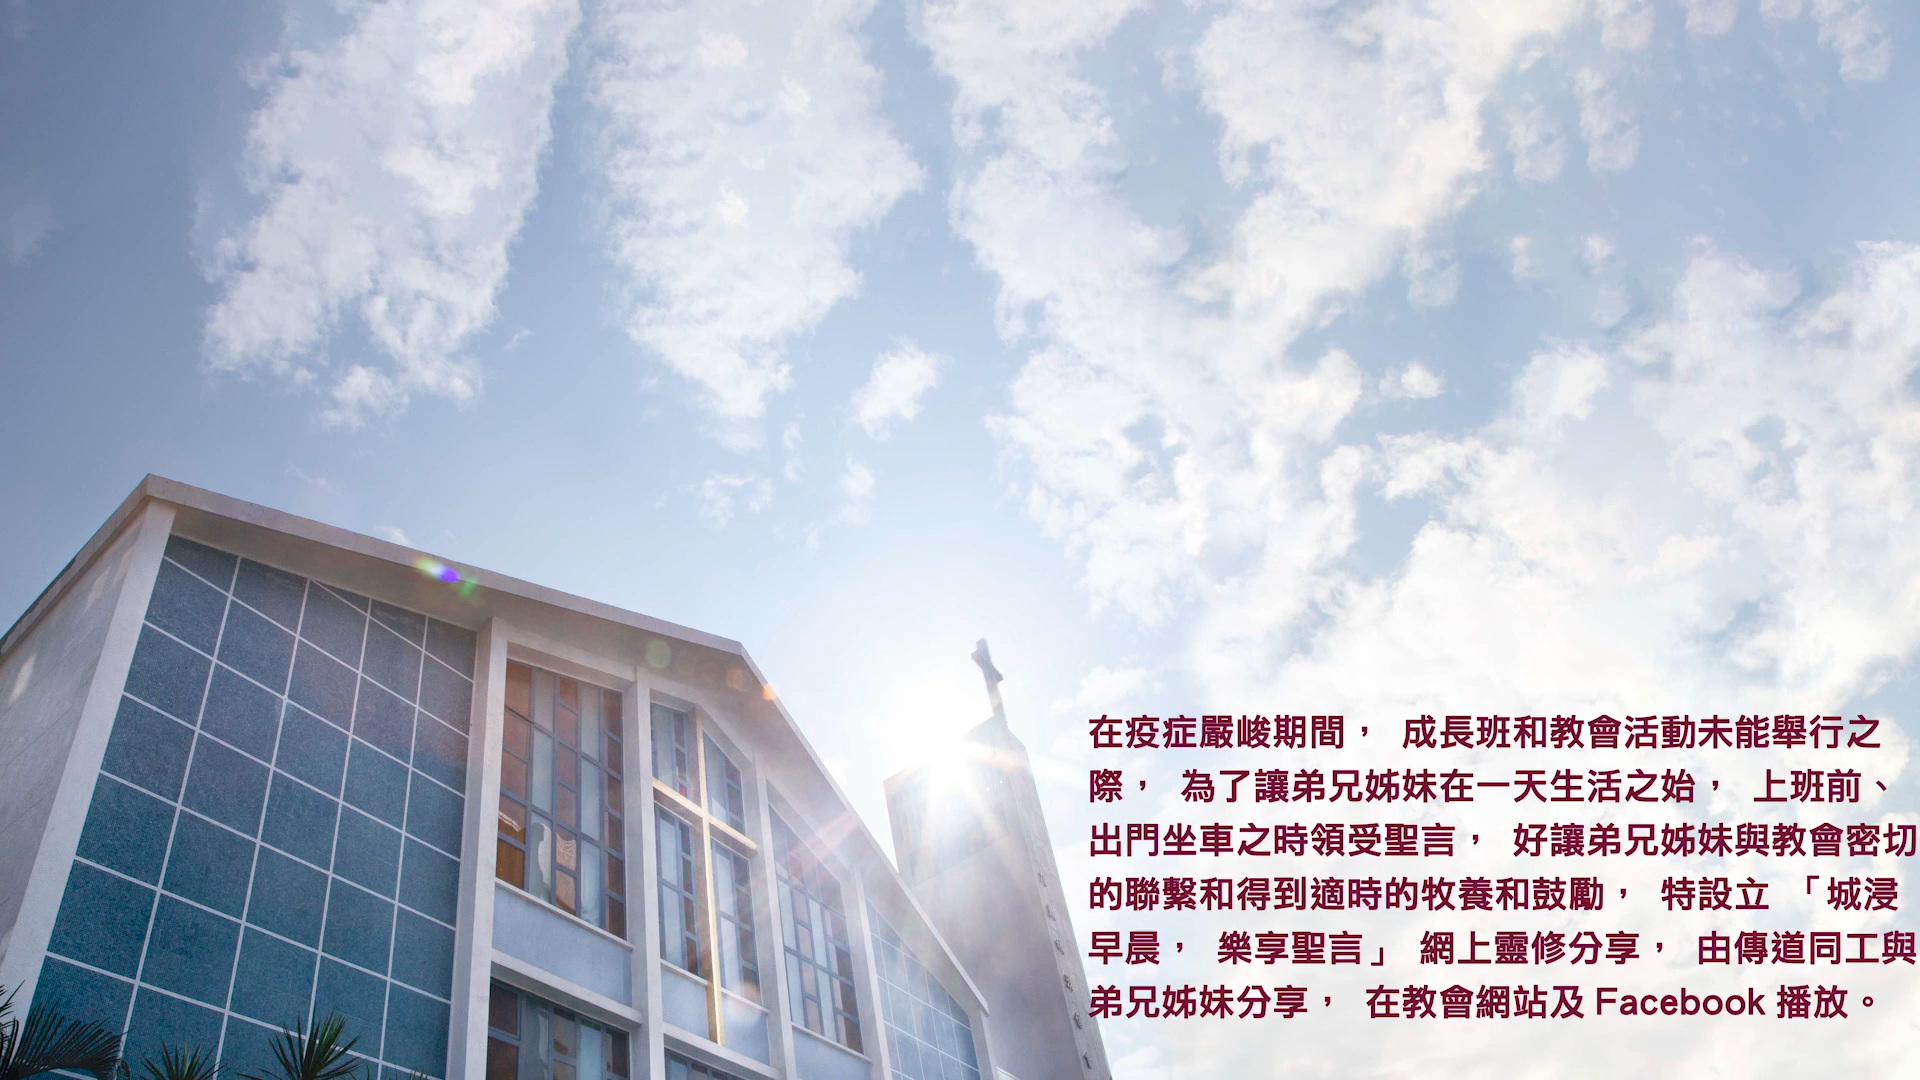 在疫症嚴峻期間， 成長班和教會活動未能舉行之
際， 為了讓弟兄姊妹在一天生活之始， 上班前、
出門坐車之時領受聖言， 好讓弟兄姊妹與教會密切
的聯繫和得到適時的牧養和鼓勵， 特設立 「城浸
早晨， 樂享聖言」 網上靈修分享， 由傳道同工與
弟兄姊妹分享， 在教會網站及 Facebook 播放。